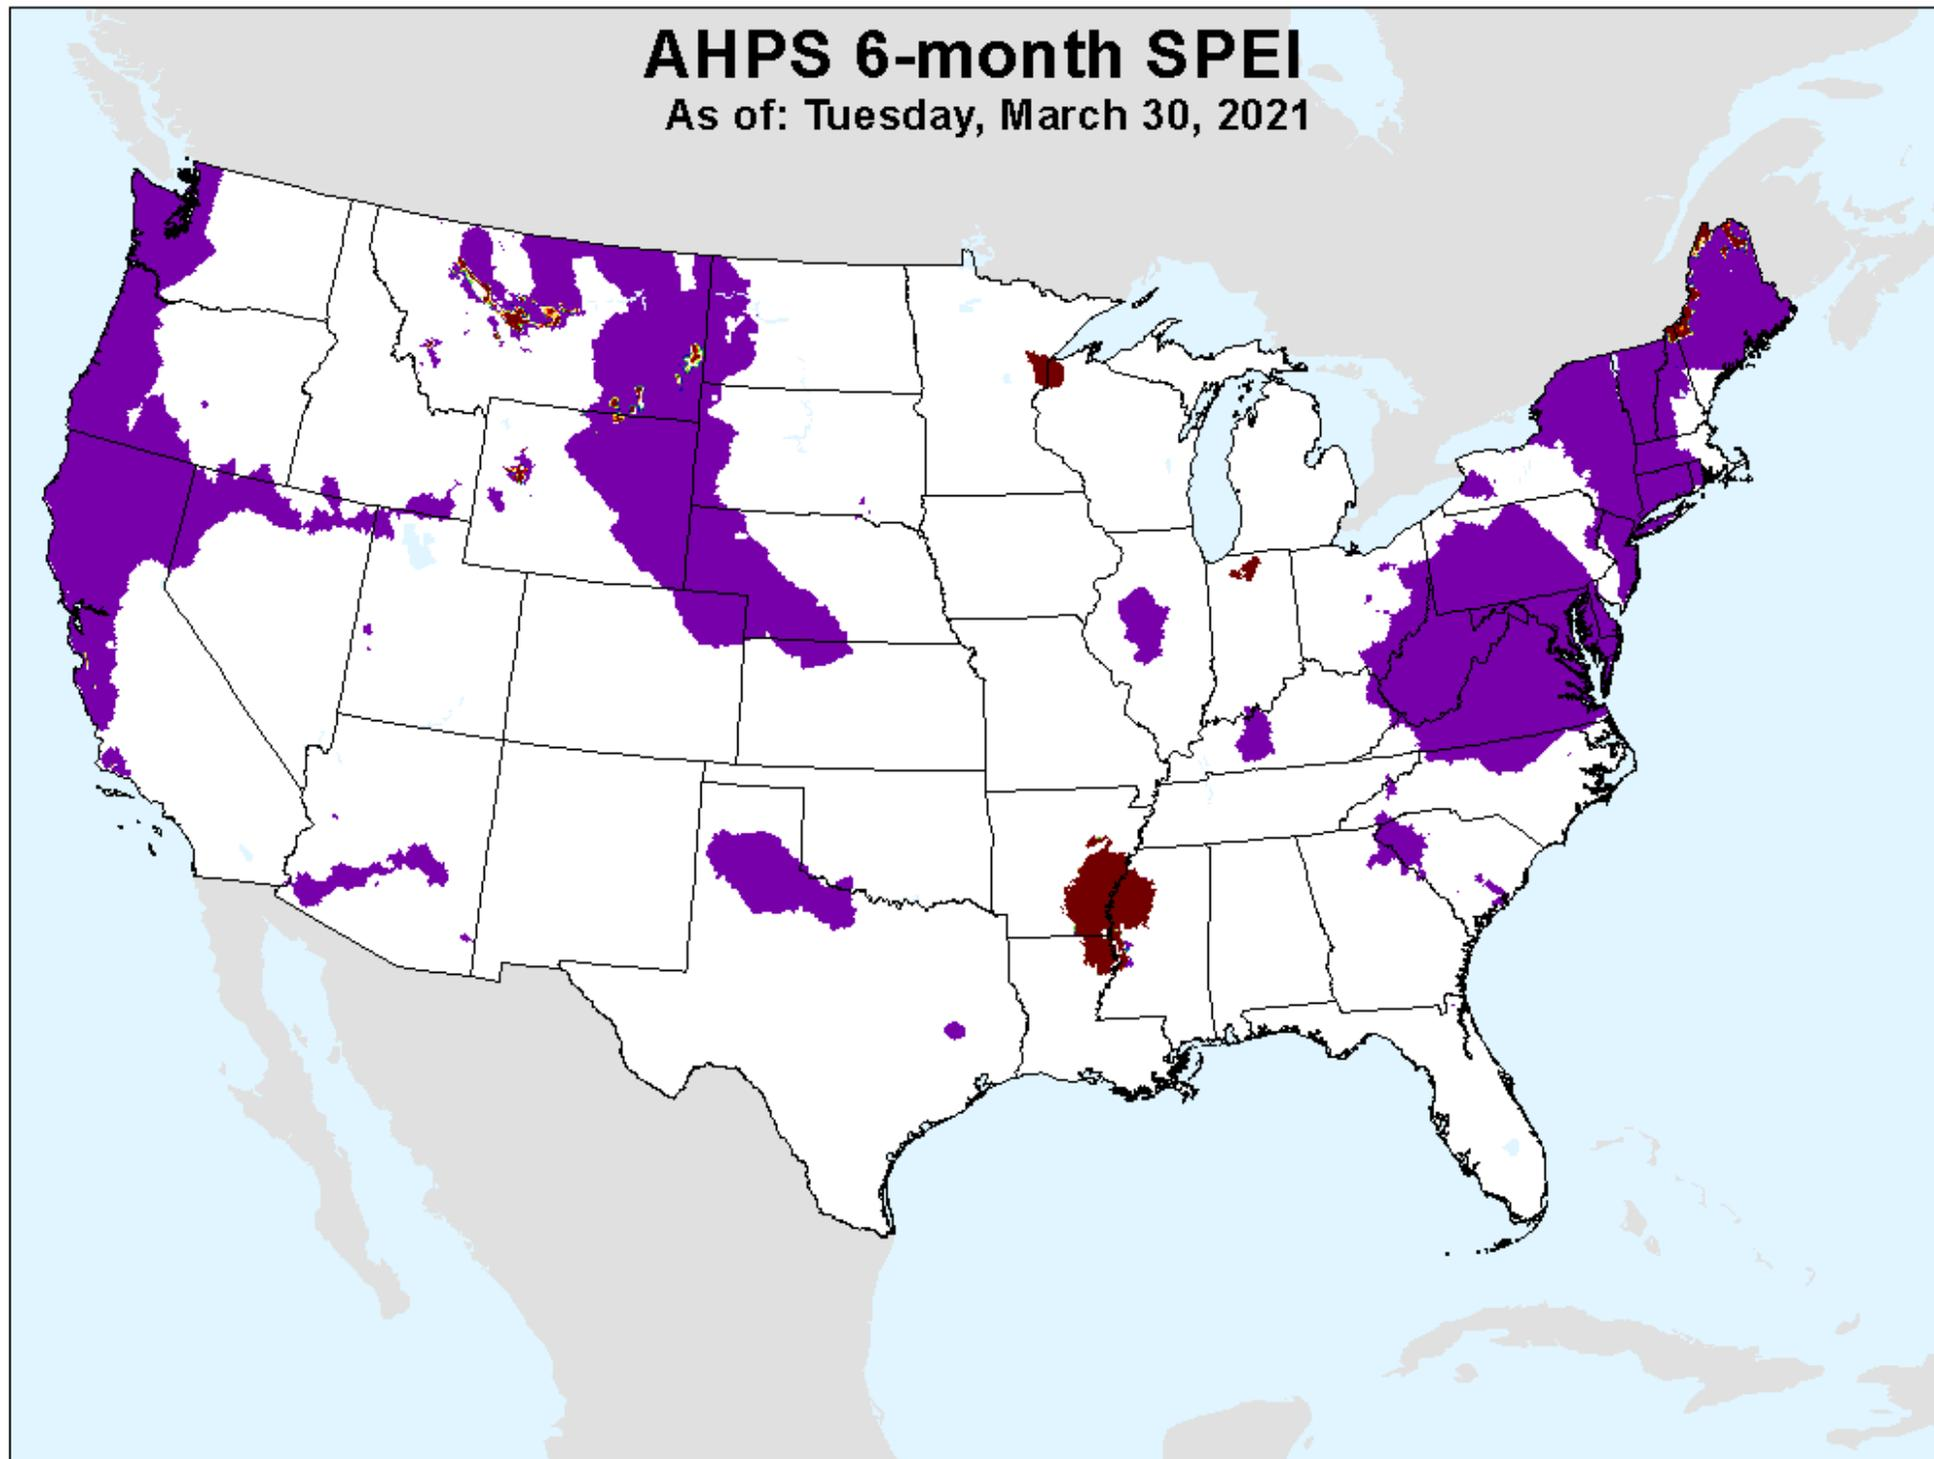 AHPS 6-month SPEI
As of: Tuesday, March 30, 2021